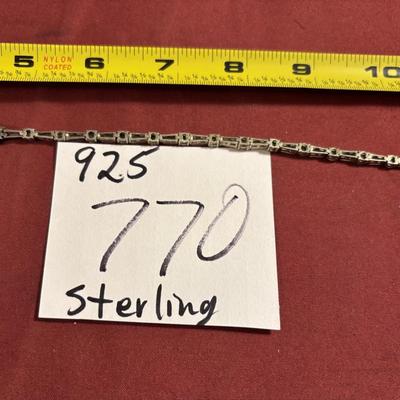 5 NYLON COATED 6 7 8 9 10
925
770
Sterling